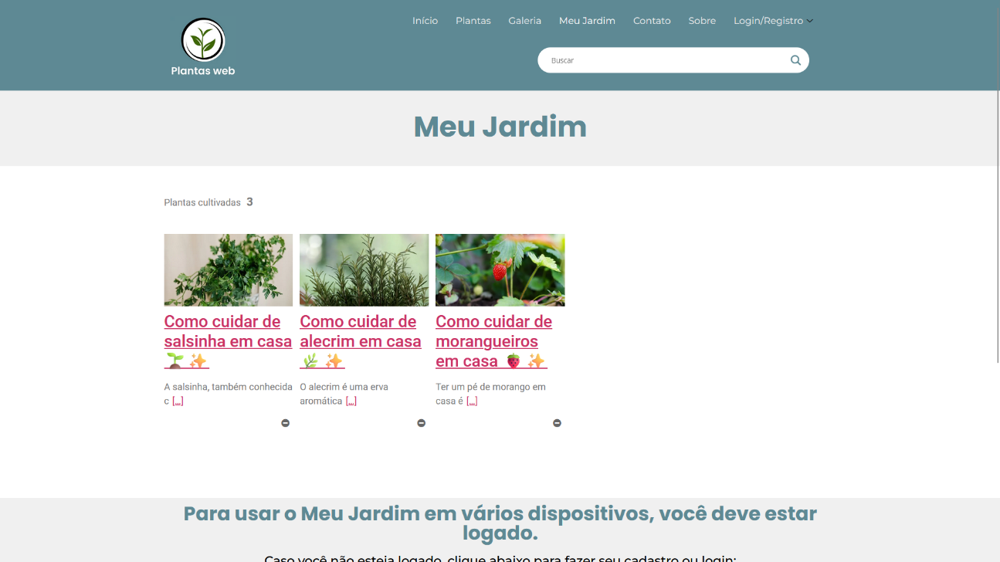 Início Plantas Galeria Meu Jardim Contato Sobre Login/Registro
Plantas web
Buscar
Meu Jardim
Plantas cultivadas 3
Como cuidar de
salsinha em casa
🌱 ✨
A salsinha, também conhecida
c [...]
Como cuidar de
alecrim em casa
🌿 ✨
O alecrim é uma erva
aromática [...]
Como cuidar de
morangueiros
em casa 🍓 ✨
Ter um pé de morango em
casa é [...]
Para usar o Meu Jardim em vários dispositivos, você deve estar
logado.
Caso você não esteja logado, clique abaixo para fazer seu cadastro ou login: